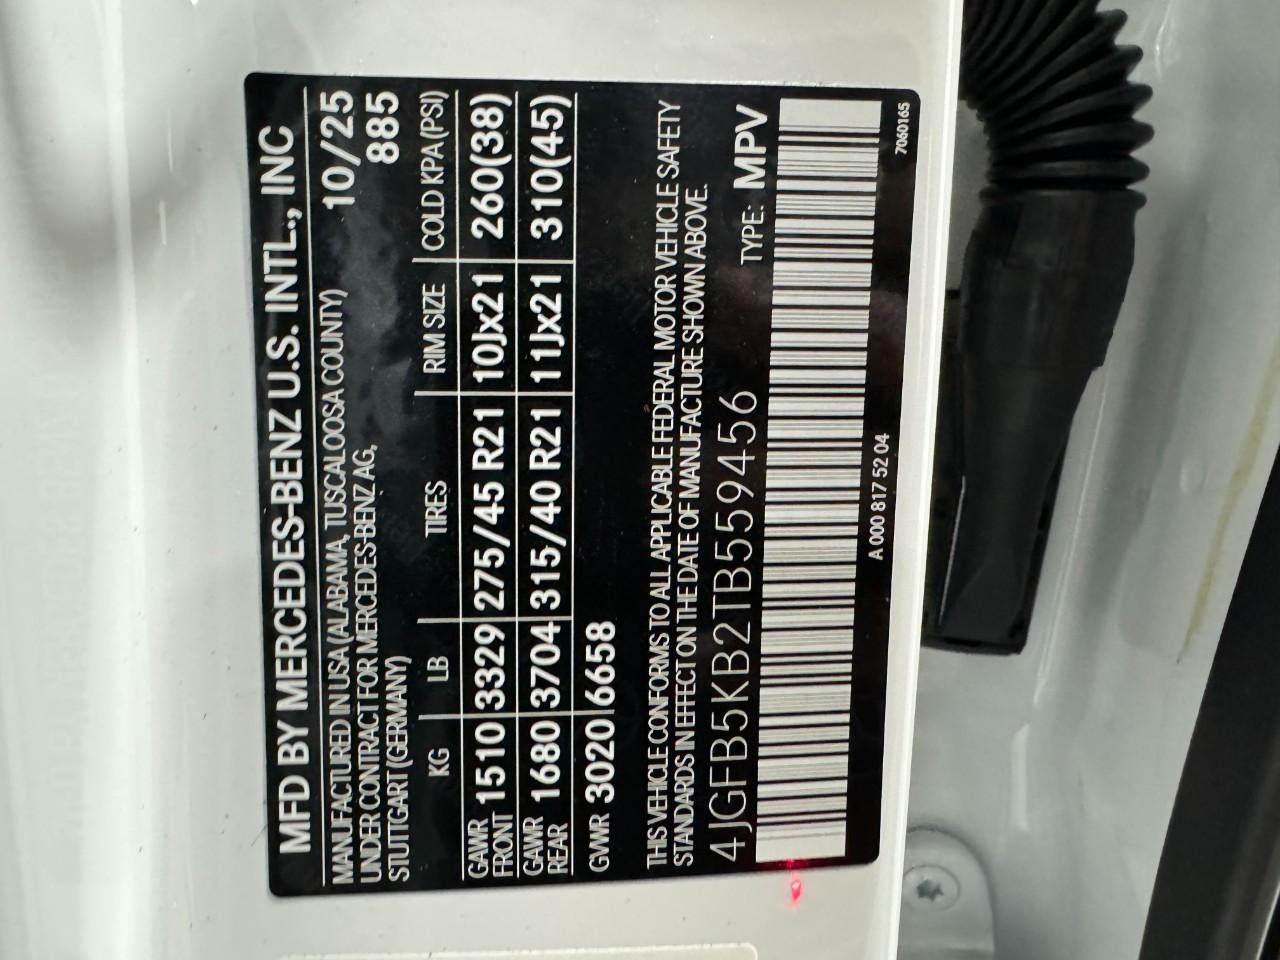 MFD BY MERCEDES-BENZ U.S. INTL., INC
MANUFACTURED IN USA (ALABAMA, TUSCALOOSA COUNTY) 10/25
UNDER CONTRACT FOR MERCEDES-BENZ AG, 885
STUTTGART (GERMANY)
KG LB TIRES RIM SIZE COLD KPA (PSI)
GAWR FRONT 1510 3329 275/45 R21 10Jx21 260(38)
GAWR REAR 1680 3704 315/40 R21 11Jx21 310(45)
GVWR 3020 6658
THIS VEHICLE CONFORMS TO ALL APPLICABLE FEDERAL MOTOR VEHICLE SAFETY
STANDARDS IN EFFECT ON THE DATE OF MANUFACTURE SHOWN ABOVE.
4JGFB5KB2TB559456 TYPE: MPV
A 000 817 52 04 7060165